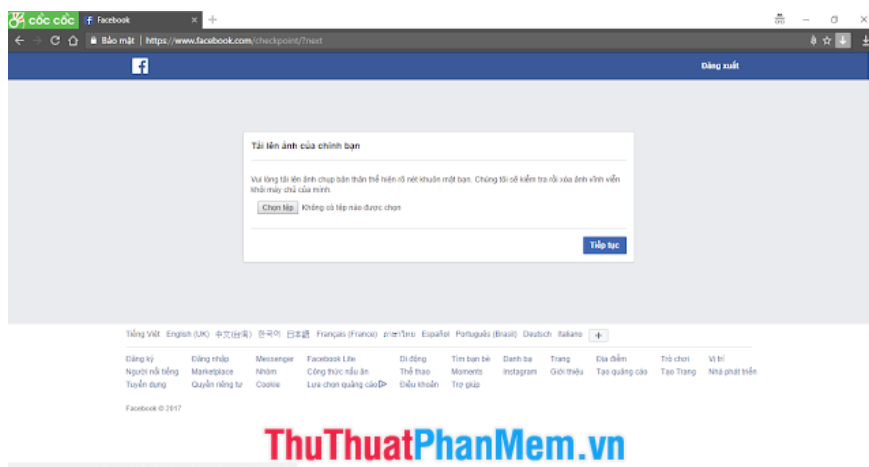 cốc cốc Facebook
Bảo mật | https://www.facebook.com/checkpoint/?next
Đăng xuất
Tải lên ảnh của chính bạn
Vui lòng tải lên ảnh chụp bản thân thể hiện rõ nét khuôn mặt bạn. Chúng tôi sẽ kiểm tra rồi xóa ảnh vĩnh viễn
khỏi máy chủ của mình.
Chọn tệp Không có tệp nào được chọn
Tiếp tục
Tiếng Việt English (UK) 中文(台灣) 한국어 日本語 Français (France) ภาษาไทย Español Português (Brasil) Deutsch Italiano +
Đăng ký Đăng nhập Messenger Facebook Lite Di động Tìm bạn bè Danh bạ Trang Địa điểm Trò chơi Vị trí
Người nổi tiếng Marketplace Nhóm Công thức nấu ăn Thể thao Moments Instagram Giới thiệu Tạo quảng cáo Tạo Trang Nhà phát triển
Tuyển dụng Quyền riêng tư Cookie Lựa chọn quảng cáo Điều khoản Trợ giúp
Facebook © 2017
ThuThuatPhanMem.vn